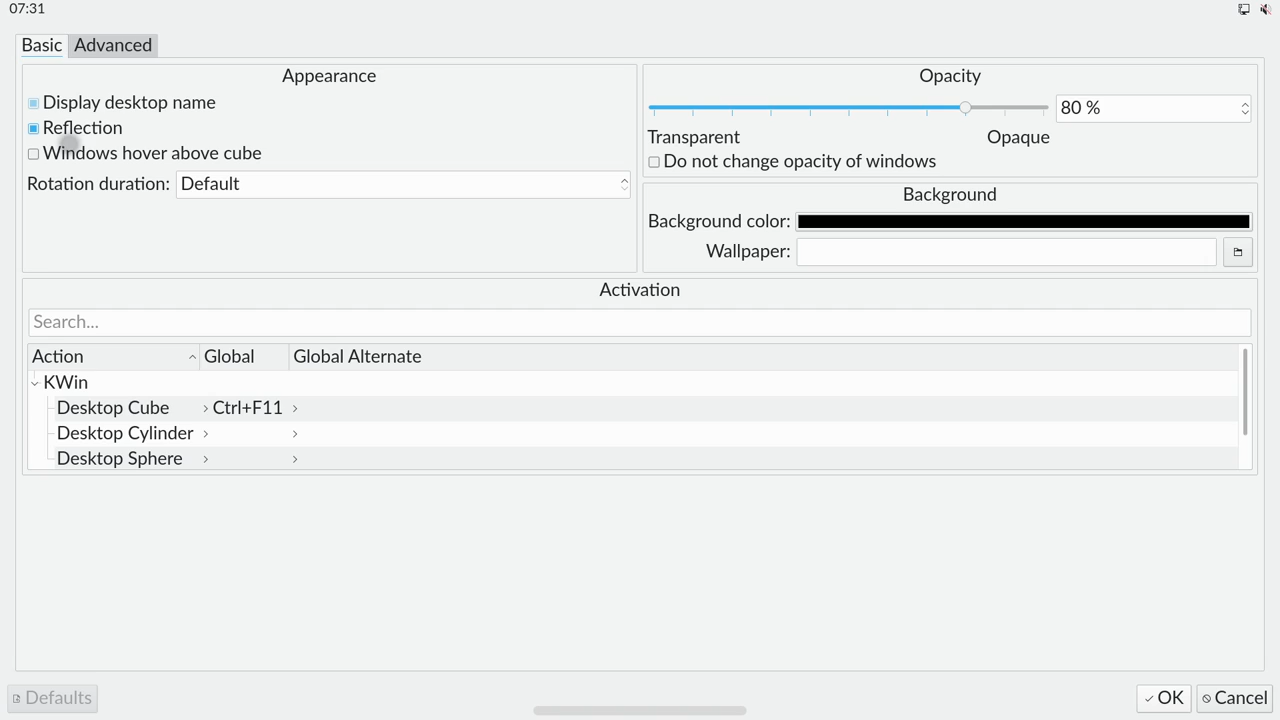 07:31
Basic Advanced
Appearance
Display desktop name
Reflection
Windows hover above cube
Rotation duration: Default
Opacity
80 %
Transparent Opaque
Do not change opacity of windows
Background
Background color:
Wallpaper:
Activation
Search...
Action Global Global Alternate
KWin
Desktop Cube Ctrl+F11
Desktop Cylinder
Desktop Sphere
Defaults OK Cancel